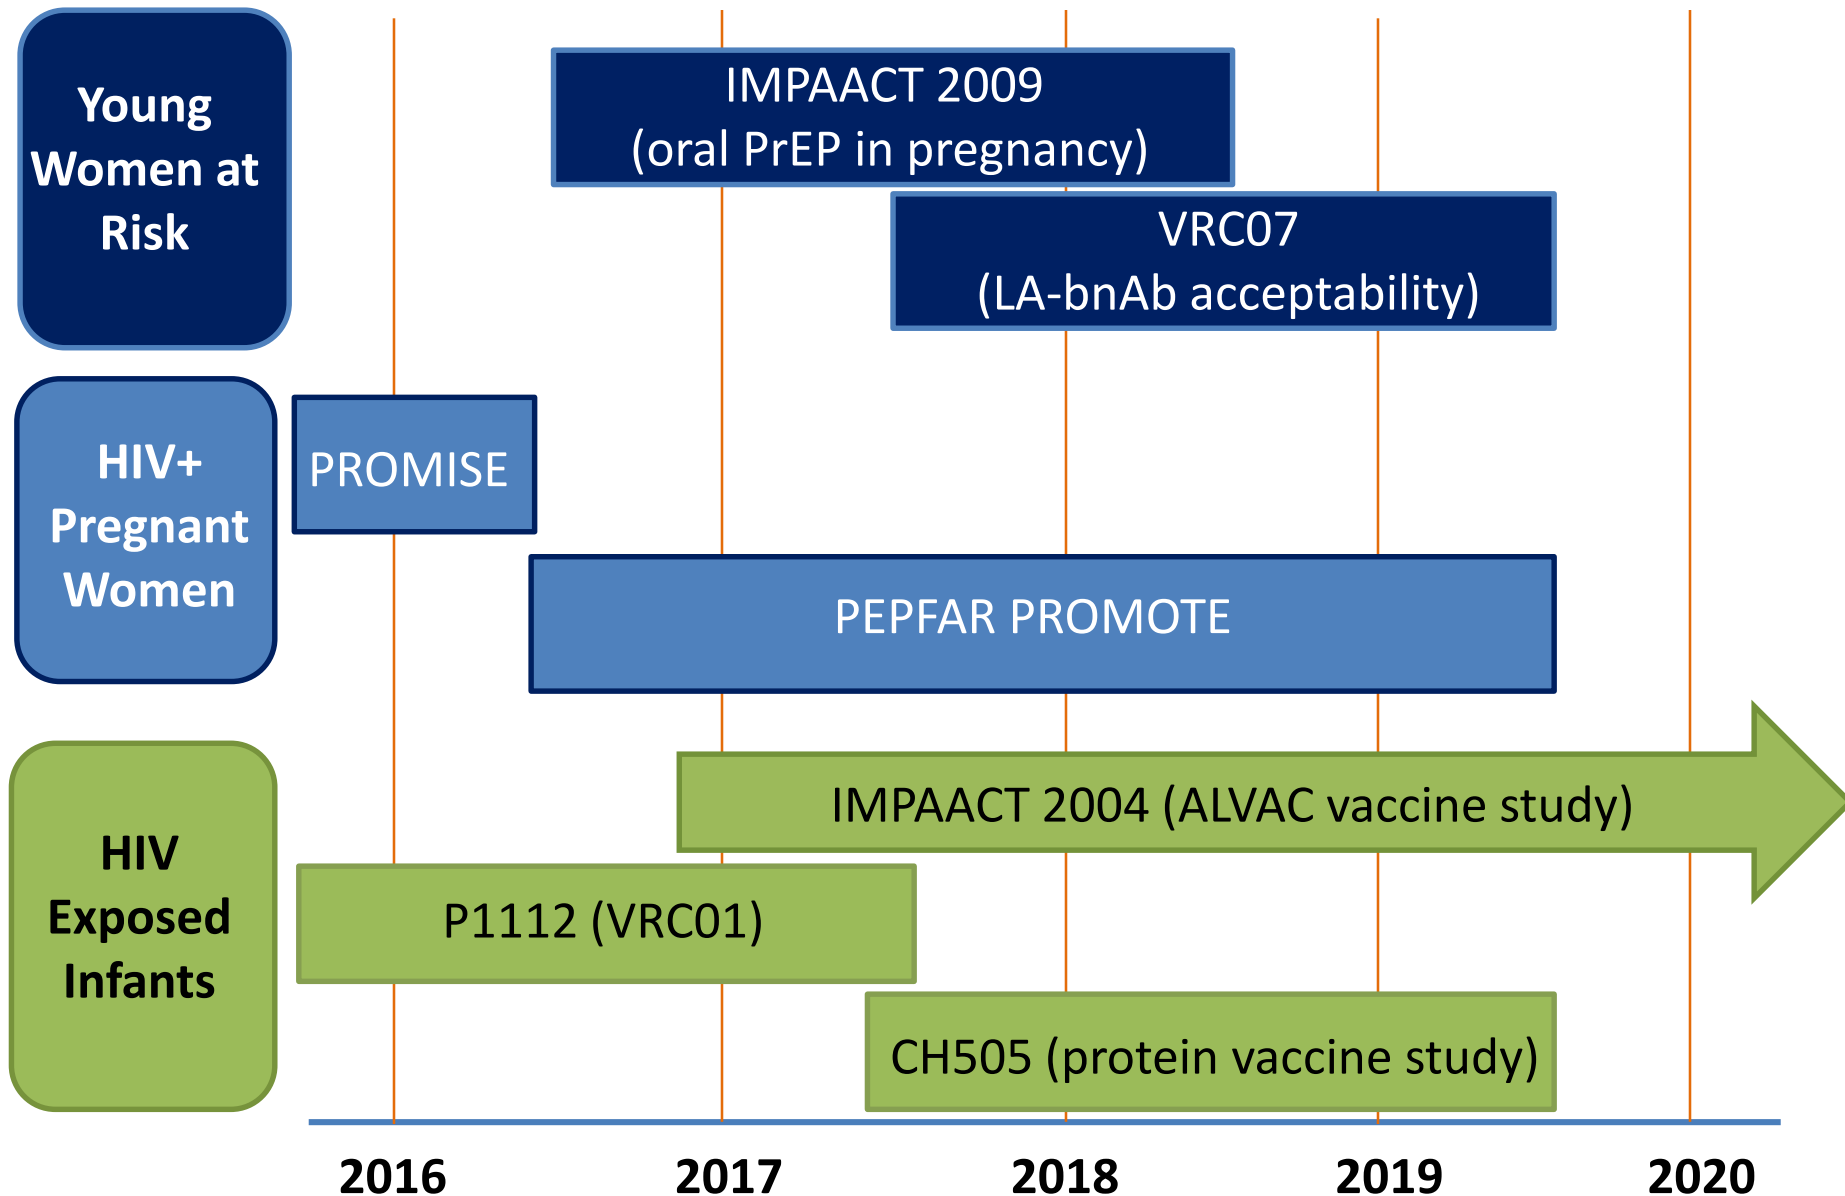 Young
Women at
Risk
IMPAACT 2009
(oral PrEP in pregnancy)
VRC07
(LA-bnAb acceptability)
HIV+
Pregnant
Women
PROMISE
PEPFAR PROMOTE
HIV
Exposed
Infants
IMPAACT 2004 (ALVAC vaccine study)
P1112 (VRC01)
CH505 (protein vaccine study)
2016 2017 2018 2019 2020